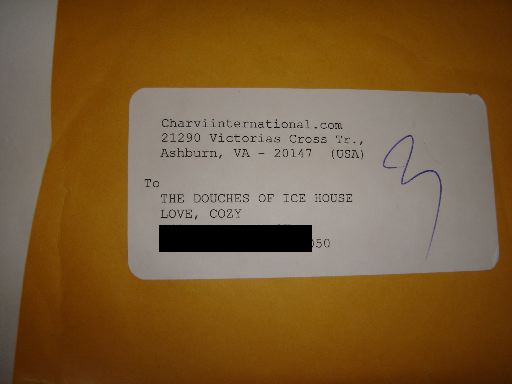 Charviinternational.com
21290 Victorias Cross Tr.,
Ashburn, VA - 20147 (USA)
To
THE DOUCHES OF ICE HOUSE
LOVE, COZY
050